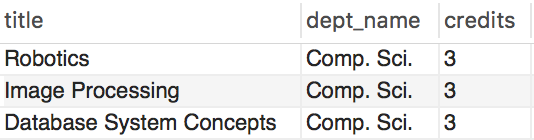 title dept_name credits
Robotics Comp. Sci. 3
Image Processing Comp. Sci. 3
Database System Concepts Comp. Sci. 3